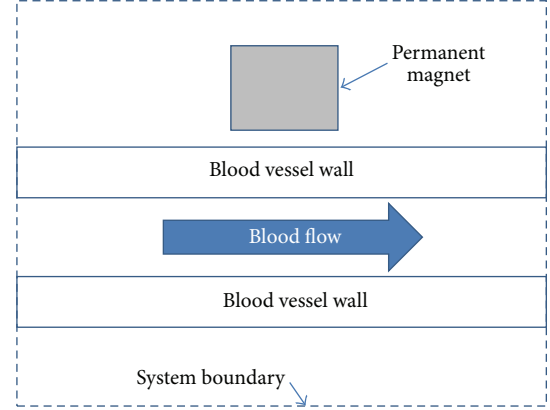 Permanent
magnet
Blood vessel wall
Blood flow
Blood vessel wall
System boundary